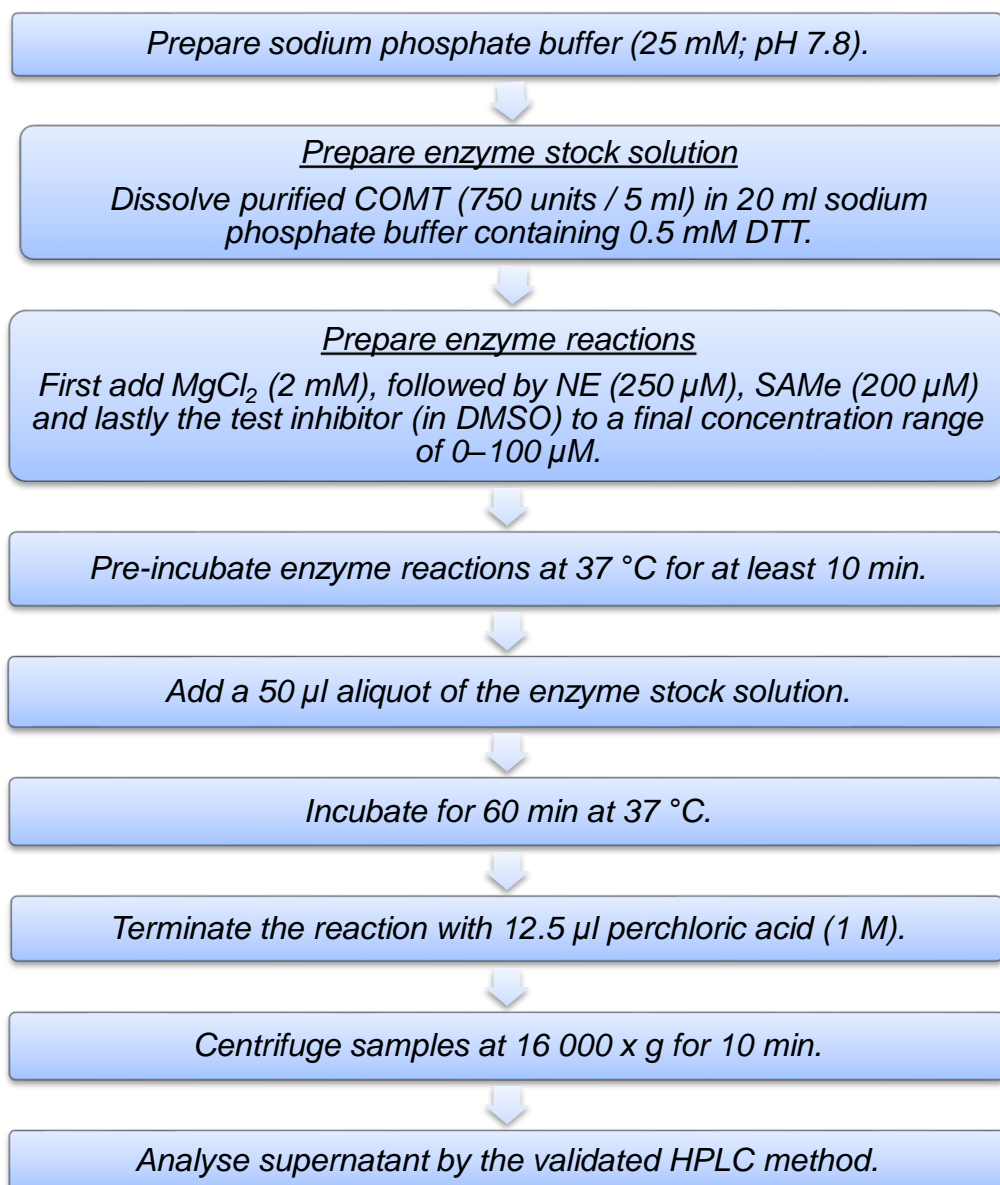 Prepare sodium phosphate buffer (25 mM; pH 7.8).
Prepare enzyme stock solution
Dissolve purified COMT (750 units / 5 ml) in 20 ml sodium
phosphate buffer containing 0.5 mM DTT.
Prepare enzyme reactions
First add MgCl₂ (2 mM), followed by NE (250 μM), SAMe (200 μM)
and lastly the test inhibitor (in DMSO) to a final concentration range
of 0–100 μM.
Pre-incubate enzyme reactions at 37 °C for at least 10 min.
Add a 50 μl aliquot of the enzyme stock solution.
Incubate for 60 min at 37 °C.
Terminate the reaction with 12.5 μl perchloric acid (1 M).
Centrifuge samples at 16 000 x g for 10 min.
Analyse supernatant by the validated HPLC method.